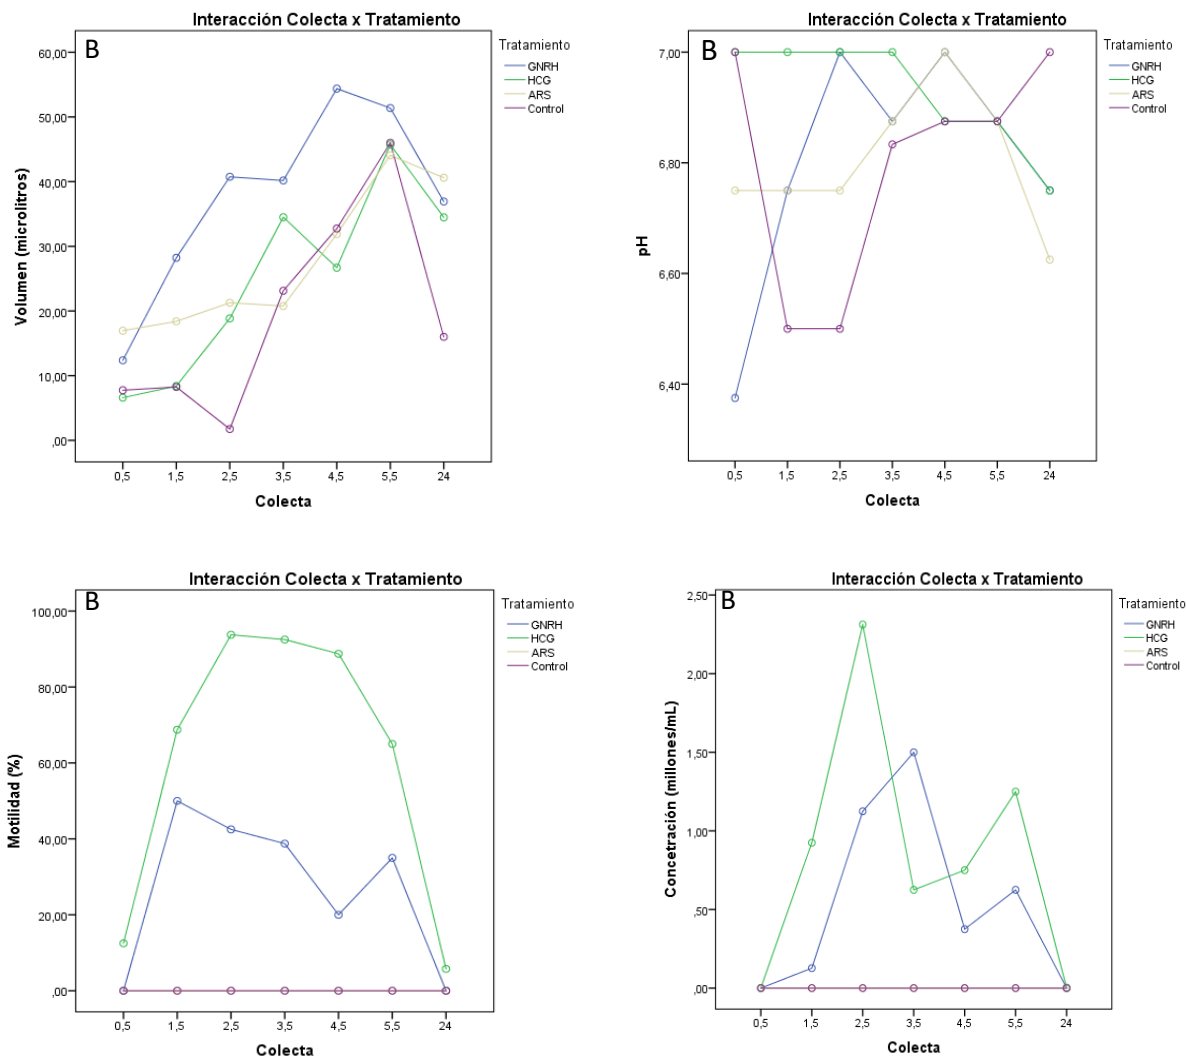 Interacción Colecta x Tratamiento
B
Tratamiento
GNRH
HCG
ARS
Control
Volumen (microlitros)
60,00
50,00
40,00
30,00
20,00
10,00
,00
0,5 1,5 2,5 3,5 4,5 5,5 24
Colecta
Interacción Colecta x Tratamiento
B
Tratamiento
GNRH
HCG
ARS
Control
pH
7,00
6,80
6,60
6,40
0,5 1,5 2,5 3,5 4,5 5,5 24
Colecta
Interacción Colecta x Tratamiento
B
Tratamiento
GNRH
HCG
ARS
Control
Motilidad (%)
100,00
80,00
60,00
40,00
20,00
,00
0,5 1,5 2,5 3,5 4,5 5,5 24
Colecta
Interacción Colecta x Tratamiento
B
Tratamiento
GNRH
HCG
ARS
Control
Concetración (millones/mL)
2,50
2,00
1,50
1,00
,50
,00
0,5 1,5 2,5 3,5 4,5 5,5 24
Colecta